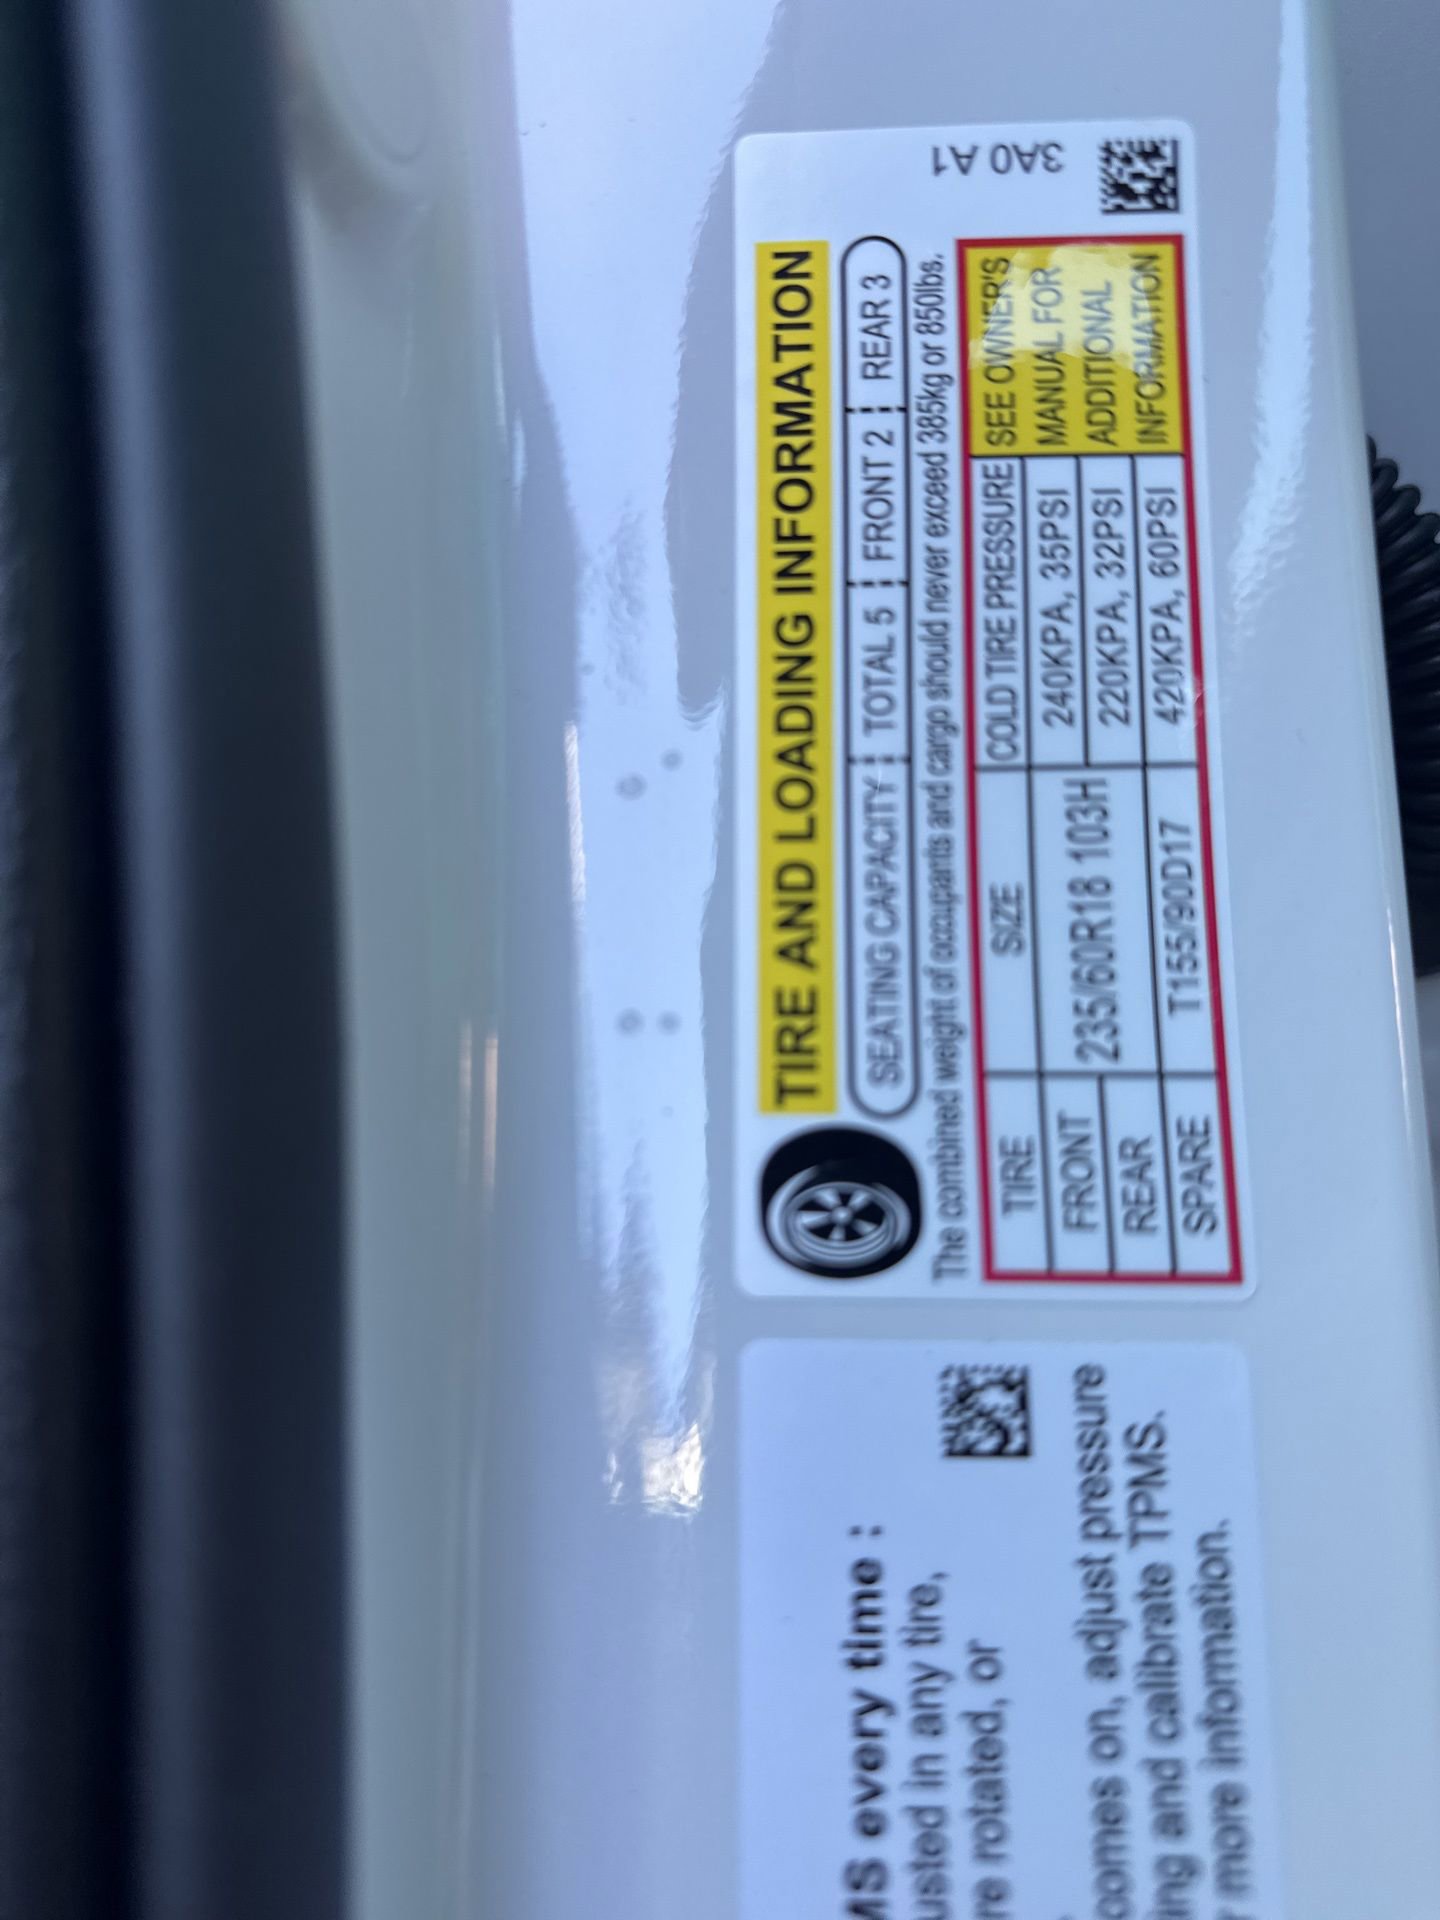 TIRE AND LOADING INFORMATION
SEATING CAPACITY TOTAL 5 FRONT 2 REAR 3
The combined weight of occupants and cargo should never exceed 385kg or 850lbs.
TIRE SIZE COLD TIRE PRESSURE
FRONT 235/60R18 103H 240KPA, 35PSI
REAR 220KPA, 32PSI
SPARE T155/90D17 420KPA, 60PSI
SEE OWNER'S
MANUAL FOR
ADDITIONAL
INFORMATION
3A0 A1
MS every time :
usted in any tire,
re rotated, or
omes on, adjust pressure
ing and calibrate TPMS.
r more information.